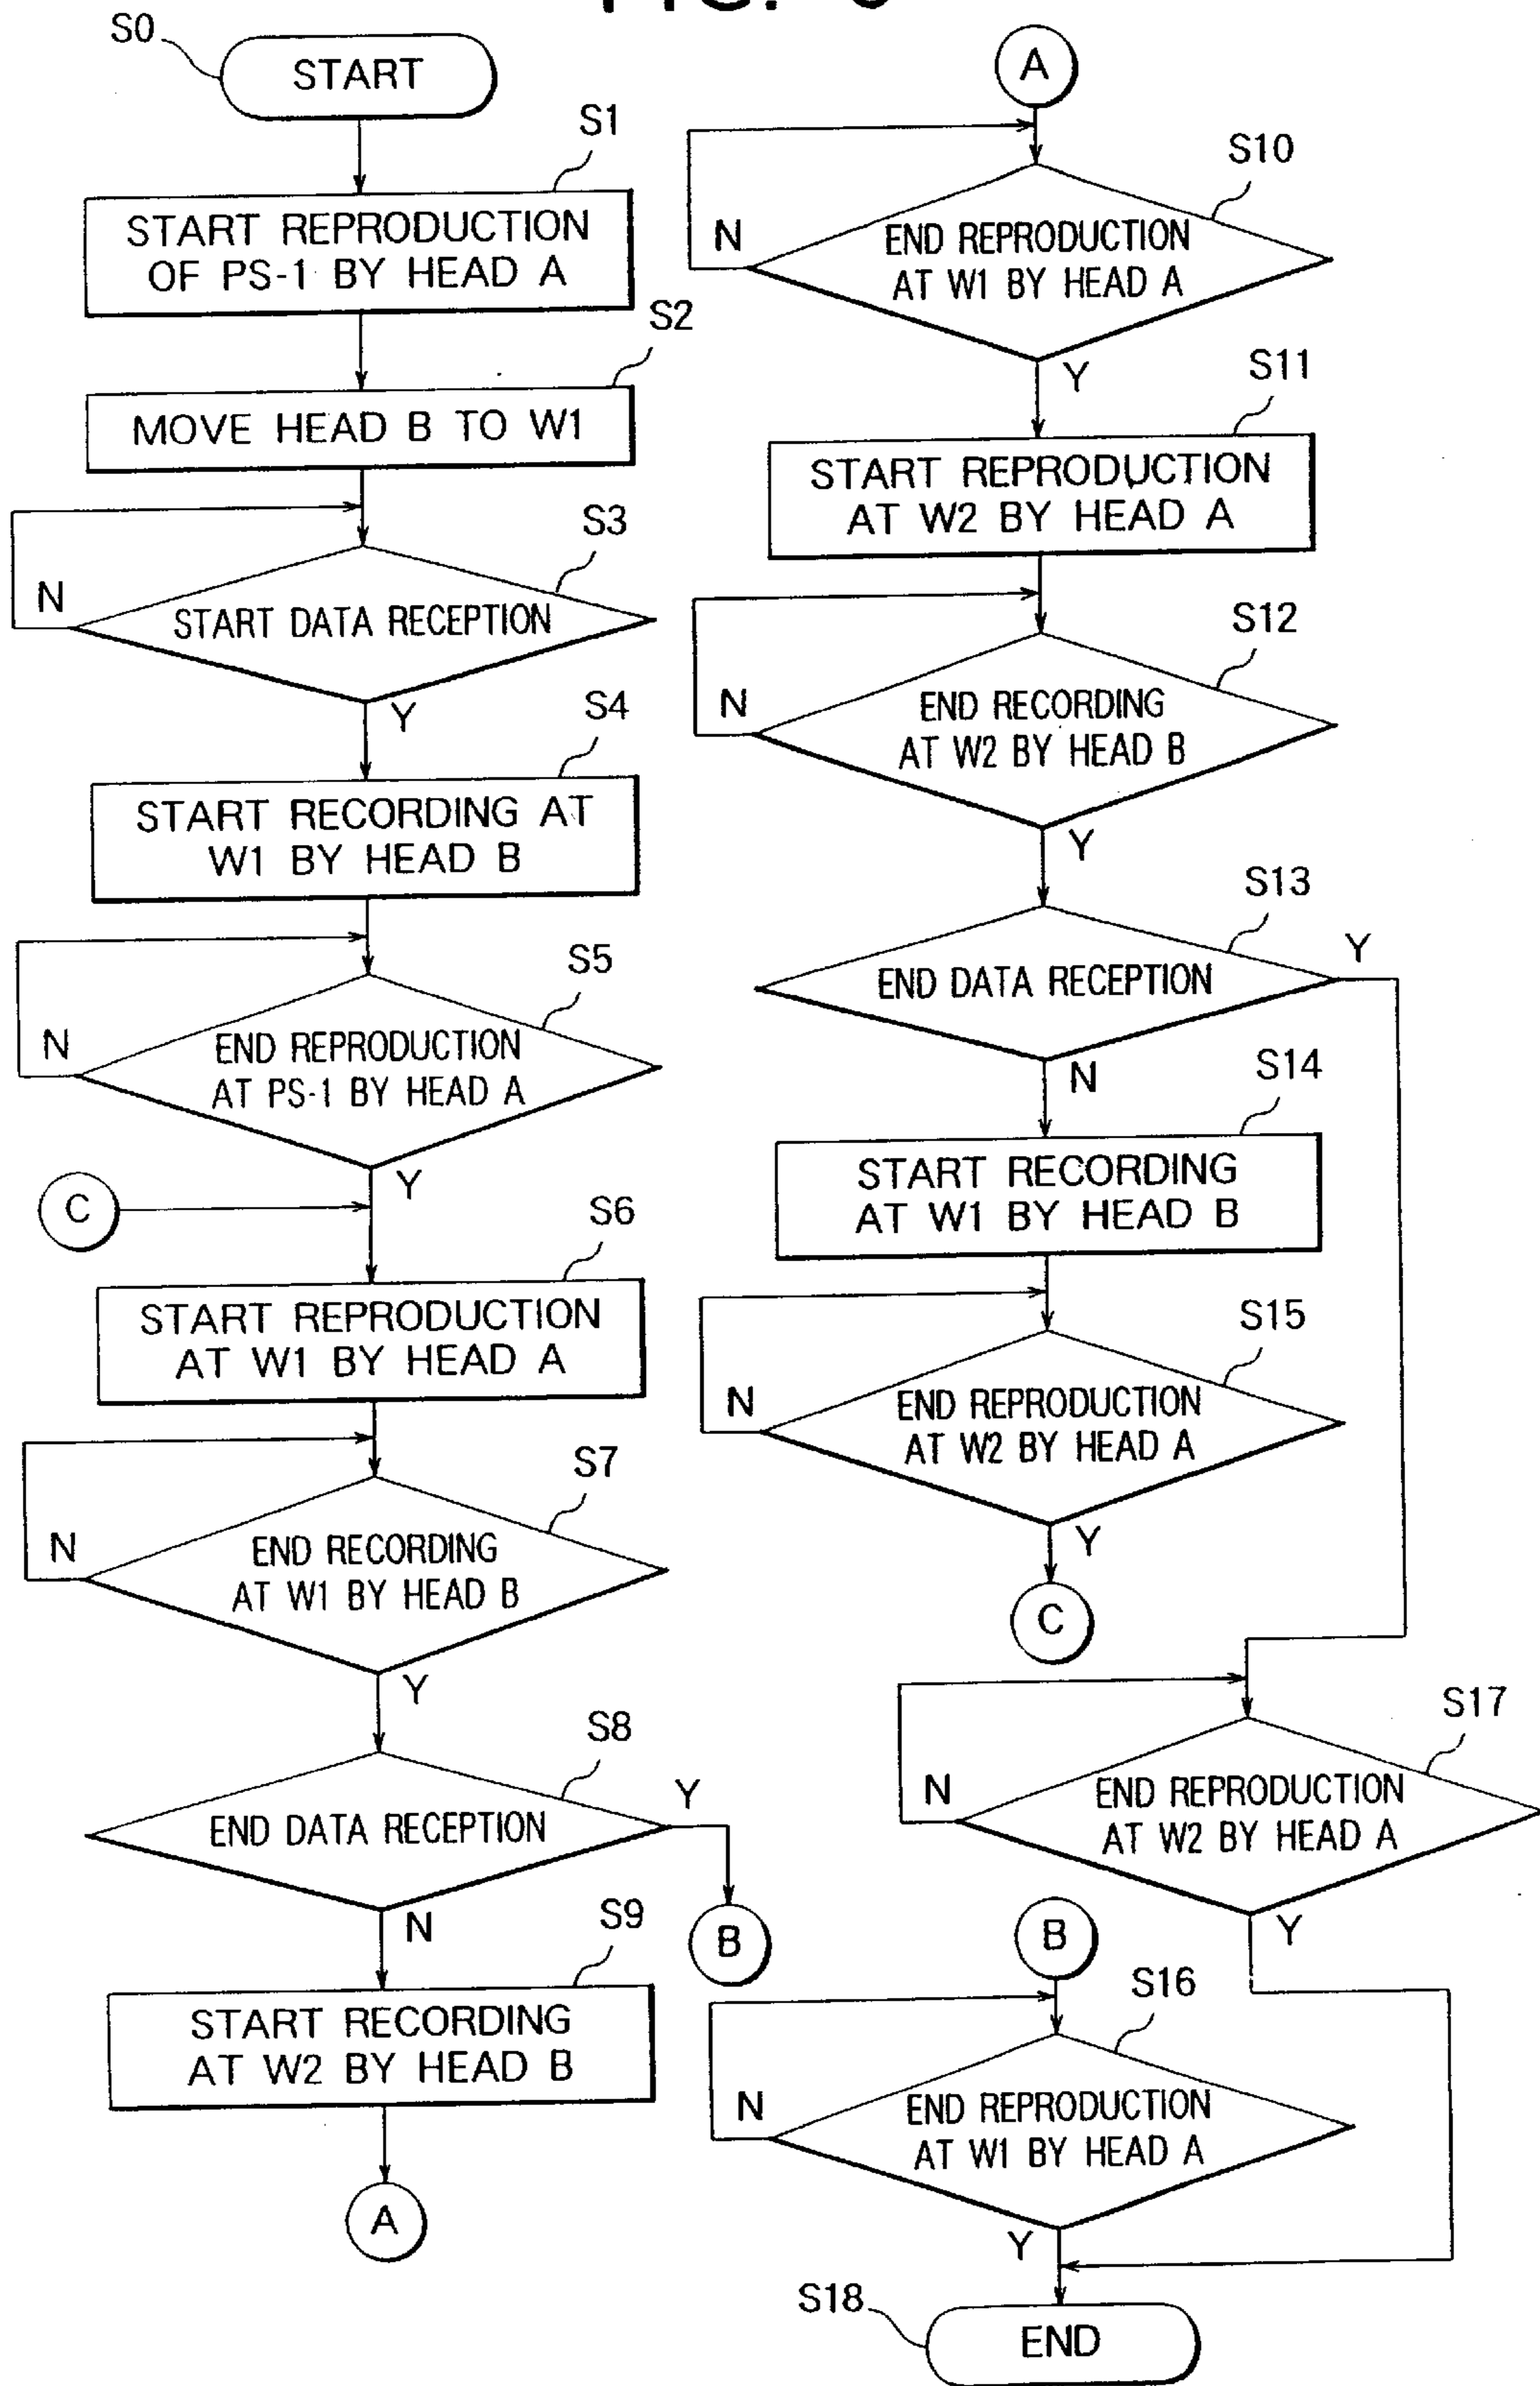 S0
START
S1
START REPRODUCTION
OF PS-1 BY HEAD A
S2
MOVE HEAD B TO W1
S3
N
START DATA RECEPTION
Y
S4
START RECORDING AT
W1 BY HEAD B
S5
N
END REPRODUCTION
AT PS-1 BY HEAD A
Y
C
S6
START REPRODUCTION
AT W1 BY HEAD A
S7
N
END RECORDING
AT W1 BY HEAD B
Y
S8
END DATA RECEPTION
Y
B
N
S9
START RECORDING
AT W2 BY HEAD B
A
A
S10
N
END REPRODUCTION
AT W1 BY HEAD A
Y
S11
START REPRODUCTION
AT W2 BY HEAD A
S12
N
END RECORDING
AT W2 BY HEAD B
Y
S13
END DATA RECEPTION
Y
N
S14
START RECORDING
AT W1 BY HEAD B
S15
N
END REPRODUCTION
AT W2 BY HEAD A
Y
C
S17
N
END REPRODUCTION
AT W2 BY HEAD A
Y
B
S16
N
END REPRODUCTION
AT W1 BY HEAD A
Y
S18
END